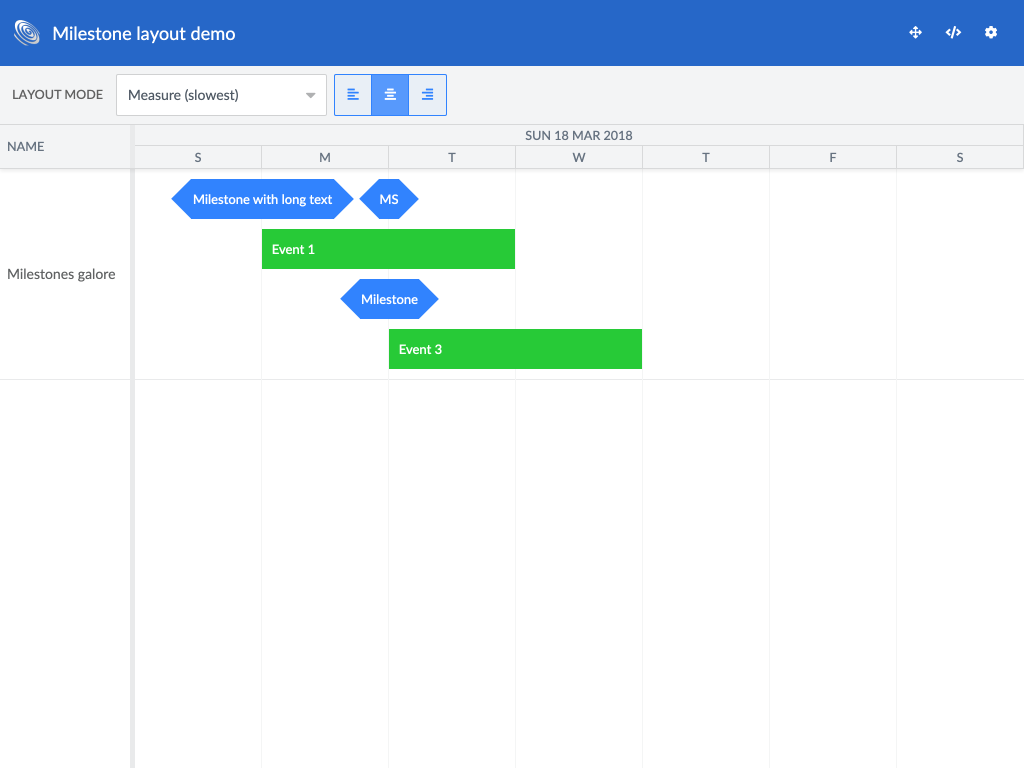 Milestone layout demo
LAYOUT MODE Measure (slowest)
NAME
SUN 18 MAR 2018
S M T W T F S
Milestone with long text MS
Event 1
Milestones galore
Milestone
Event 3